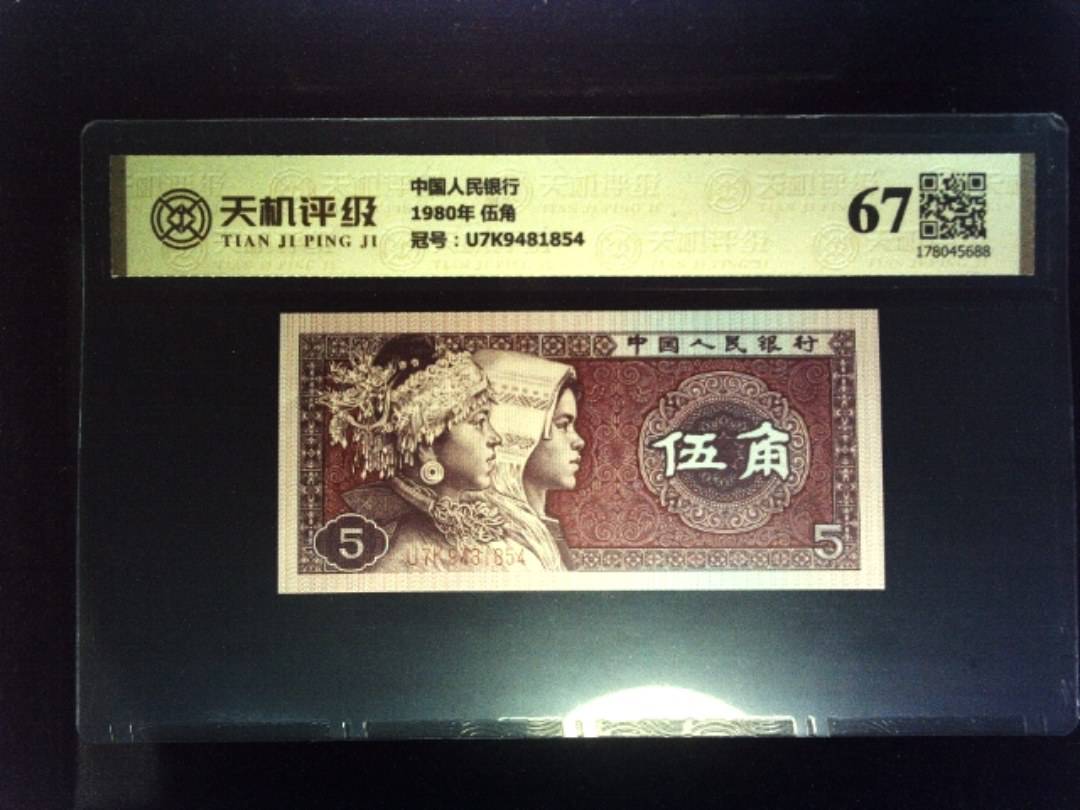 天机评级
TIAN JI PING JI
中国人民银行
1980年 伍角
冠号：U7K9481854
67
178045688
中国人民银行
伍角
5
5